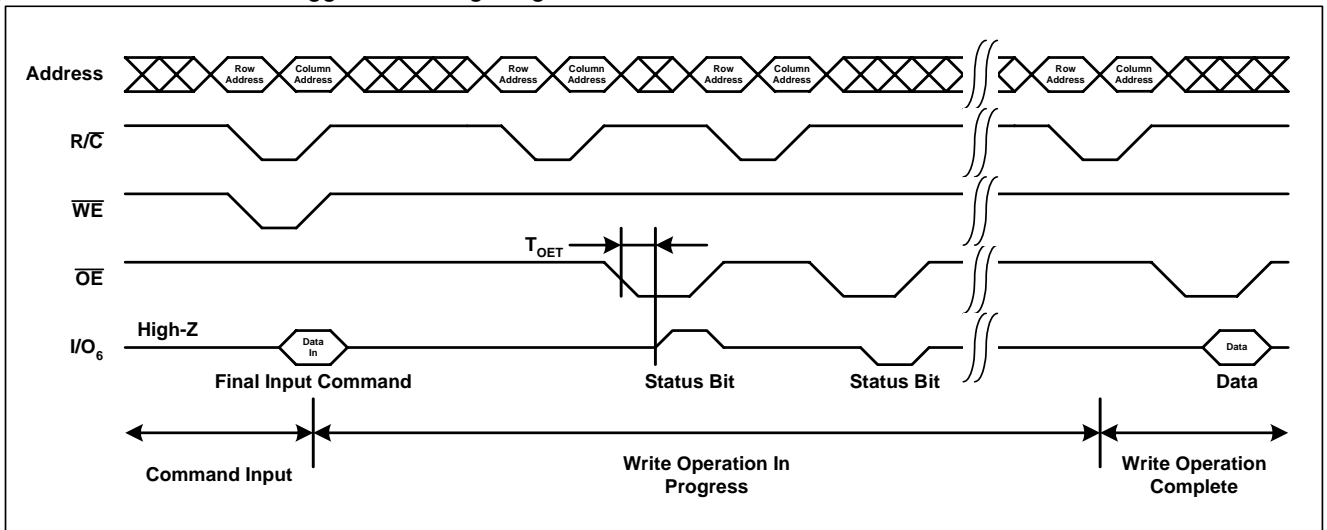 Address
Row
Address
Column
Address
Row
Address
Column
Address
Row
Address
Column
Address
Row
Address
Column
Address
R/C̅
W̅E̅
T_OET
O̅E̅
High-Z
I/O₆
Data
In
Data
Final Input Command
Status Bit
Status Bit
Data
Command Input
Write Operation In
Progress
Write Operation
Complete